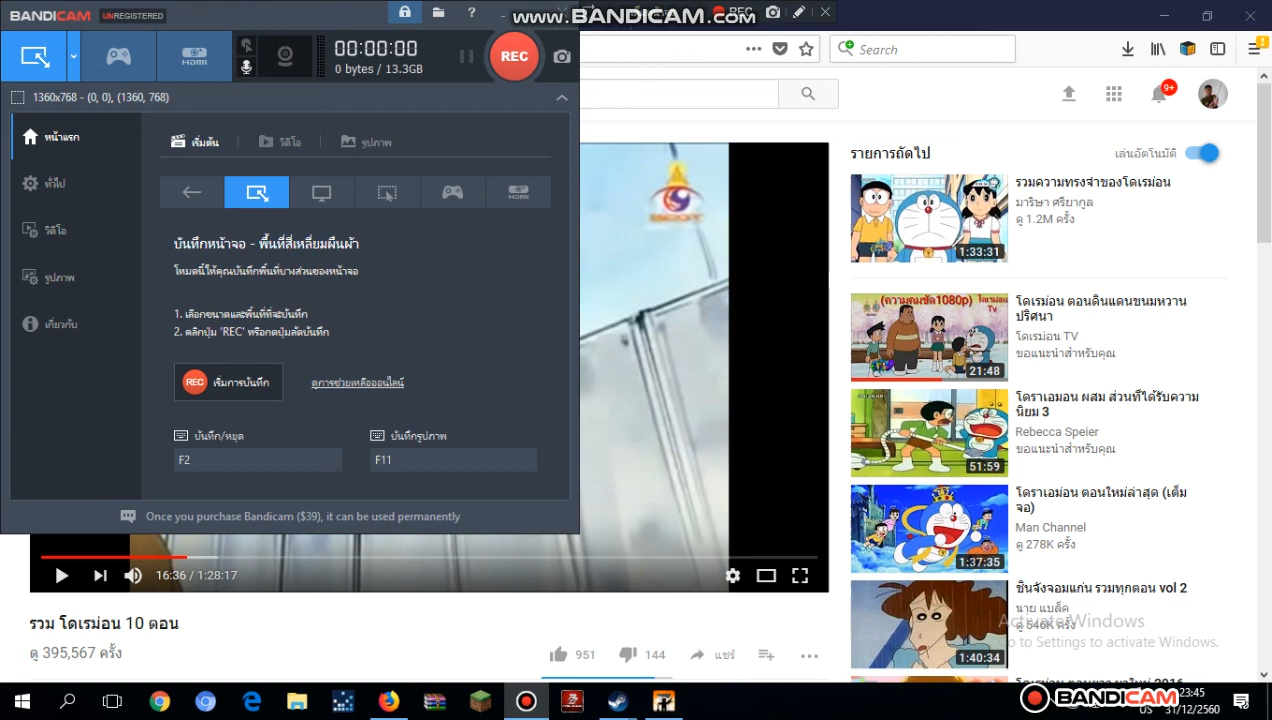 BANDICAM UNREGISTERED
www.BANDICAM.com
REC
00:00:00
0 bytes / 13.3GB
REC
HDMI
1360x768 - (0, 0), (1360, 768)
หน้าแรก
ทั่วไป
วีดีโอ
รูปภาพ
เกี่ยวกับ
เริ่มต้น
วีดีโอ
รูปภาพ
HDMI
บันทึกหน้าจอ - พื้นที่สี่เหลี่ยมผืนผ้า
โหมดนี้ให้คุณบันทึกพื้นที่บางส่วนของหน้าจอ
1. เลือกขนาดและพื้นที่ที่จะบันทึก
2. คลิกปุ่ม 'REC' หรือกดปุ่มลัดบันทึก
REC เริ่มการบันทึก
ดูการช่วยเหลือออนไลน์
บันทึก/หยุด
บันทึกรูปภาพ
F2
F11
Once you purchase Bandicam ($39), it can be used permanently
Search
9+
16:36 / 1:28:17
รวม โดเรม่อน 10 ตอน
ดู 395,567 ครั้ง
951
144
แชร์
รายการถัดไป
เล่นอัตโนมัติ
รวมความทรงจำของโดเรม่อน
มาริษา ศรียากูล
ดู 1.2M ครั้ง
1:33:31
(ความคมชัด1080p)
โดเรม่อน ตอนดินแดนขนมหวาน
ปริศนา
โดเรม่อน TV
ขอแนะนำสำหรับคุณ
21:48
โดราเอมอน ผสม ส่วนที่ได้รับความ
นิยม 3
Rebecca Speier
ขอแนะนำสำหรับคุณ
51:59
โดราเอม่อน ตอนใหม่ล่าสุด (เต็ม
จอ)
Man Channel
ดู 278K ครั้ง
1:37:35
ชินจังจอมแก่น รวมทุกตอน vol 2
นาย แบล็ค
ดู 546K ครั้ง
1:40:34
Activate Windows
Go to Settings to activate Windows.
BANDICAM
23:45
US
31/12/2560